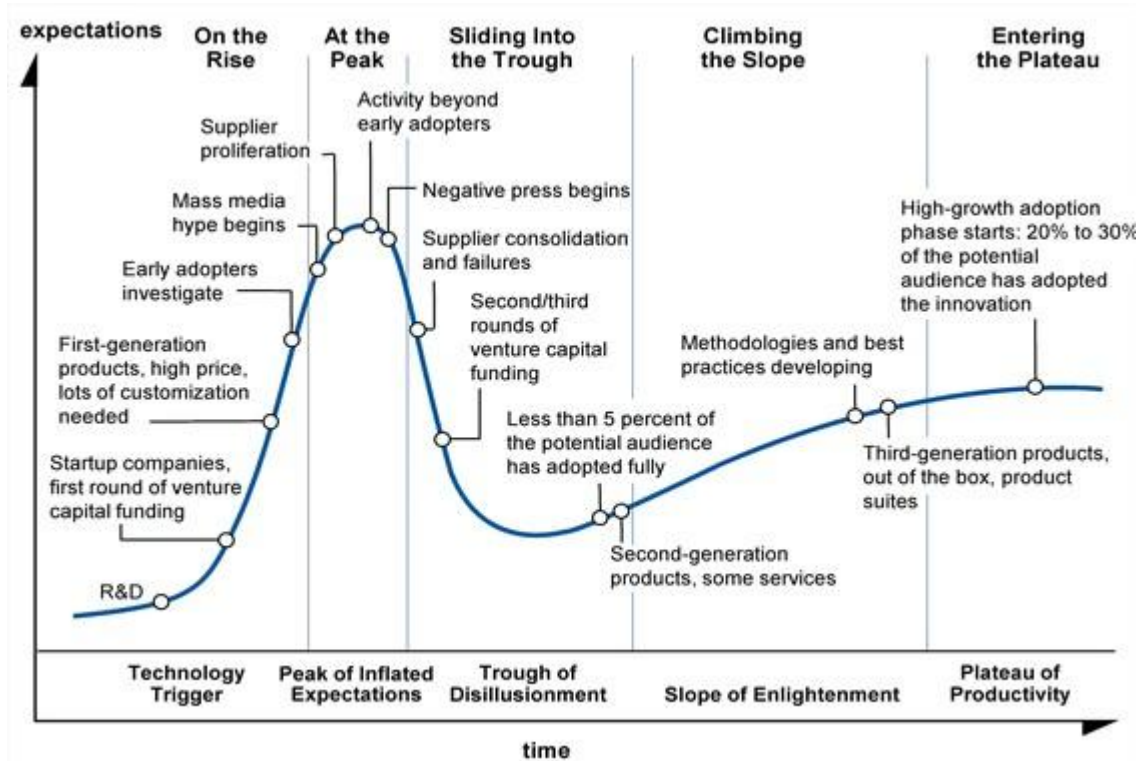 expectations
On the
Rise
At the
Peak
Sliding Into
the Trough
Climbing
the Slope
Entering
the Plateau
Activity beyond
early adopters
Supplier
proliferation
Negative press begins
Mass media
hype begins
High-growth adoption
phase starts: 20% to 30%
of the potential
audience has adopted
the innovation
Supplier consolidation
and failures
Early adopters
investigate
Second/third
rounds of
venture capital
funding
First-generation
products, high price,
lots of customization
needed
Methodologies and best
practices developing
Less than 5 percent of
the potential audience
has adopted fully
Startup companies,
first round of venture
capital funding
Third-generation products,
out of the box, product
suites
Second-generation
products, some services
R&D
Technology
Trigger
Peak of Inflated
Expectations
Trough of
Disillusionment
Slope of Enlightenment
Plateau of
Productivity
time